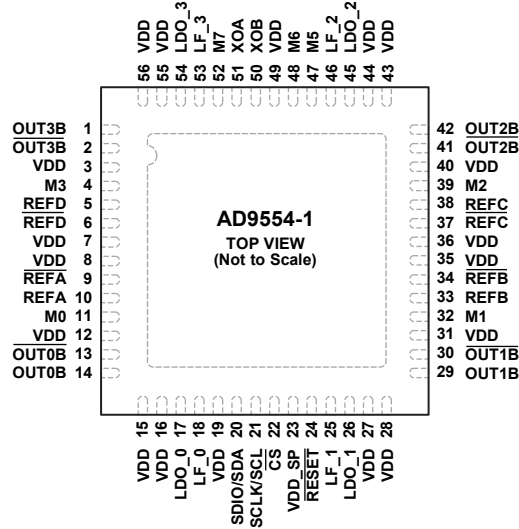 56 VDD
55 VDD
54 LDO_3
53 LF_3
52 M7
51 XOA
50 XOB
49 VDD
48 M6
47 M5
46 LF_2
45 LDO_2
44 VDD
43 VDD
OUT3B 1
OUT3B 2
VDD 3
M3 4
REFD 5
REFD 6
VDD 7
VDD 8
REFA 9
REFA 10
M0 11
VDD 12
OUT0B 13
OUT0B 14
AD9554-1
TOP VIEW
(Not to Scale)
42 OUT2B
41 OUT2B
40 VDD
39 M2
38 REFC
37 REFC
36 VDD
35 VDD
34 REFB
33 REFB
32 M1
31 VDD
30 OUT1B
29 OUT1B
VDD 15
VDD 16
LDO_0 17
LF_0 18
VDD 19
SDIO/SDA 20
SCLK/SCL 21
CS 22
VDD_SP 23
RESET 24
LF_1 25
LDO_1 26
VDD 27
VDD 28